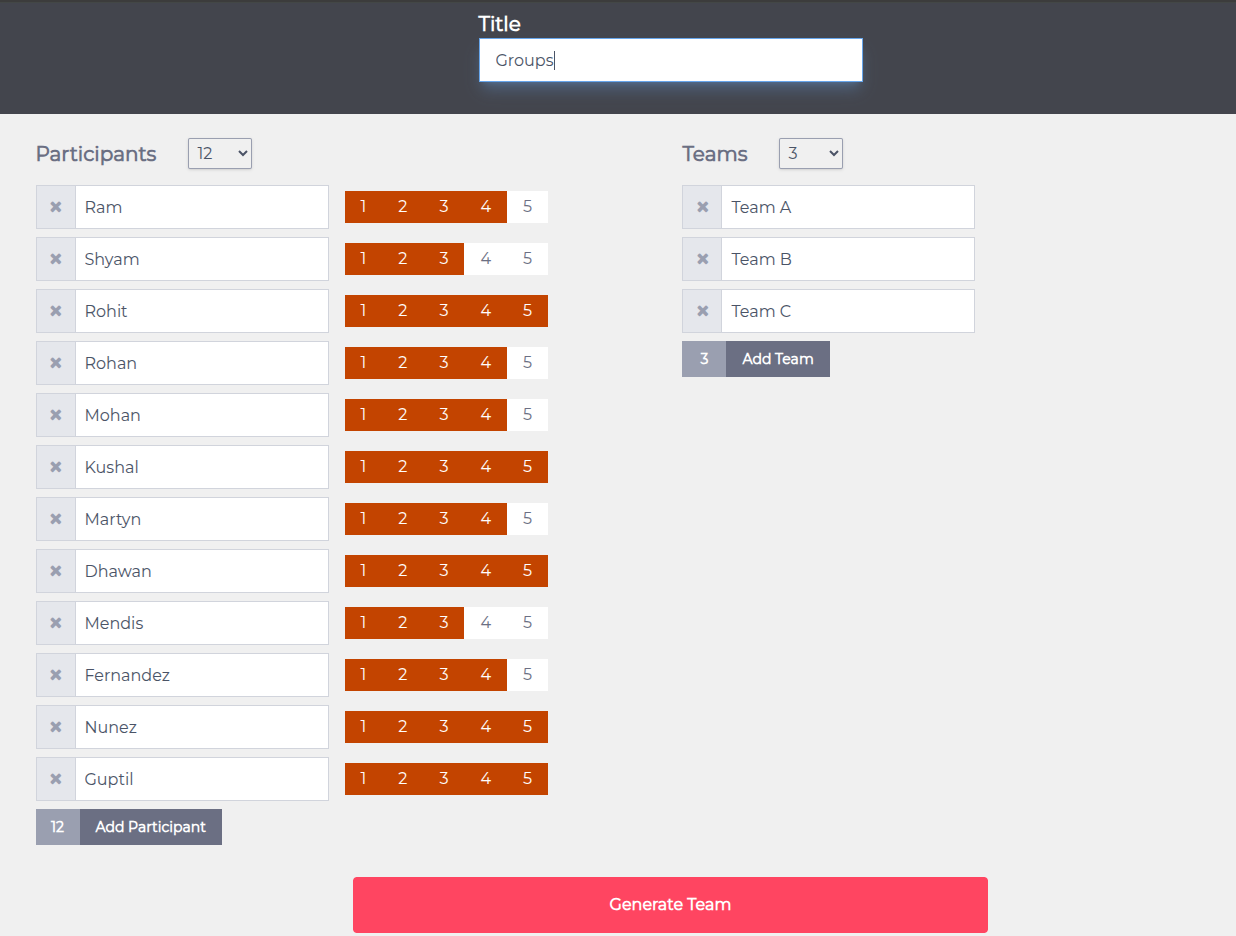 Title
Groups
Participants 12
Ram 1 2 3 4 5
Shyam 1 2 3 4 5
Rohit 1 2 3 4 5
Rohan 1 2 3 4 5
Mohan 1 2 3 4 5
Kushal 1 2 3 4 5
Martyn 1 2 3 4 5
Dhawan 1 2 3 4 5
Mendis 1 2 3 4 5
Fernandez 1 2 3 4 5
Nunez 1 2 3 4 5
Guptil 1 2 3 4 5
12 Add Participant
Teams 3
Team A
Team B
Team C
3 Add Team
Generate Team